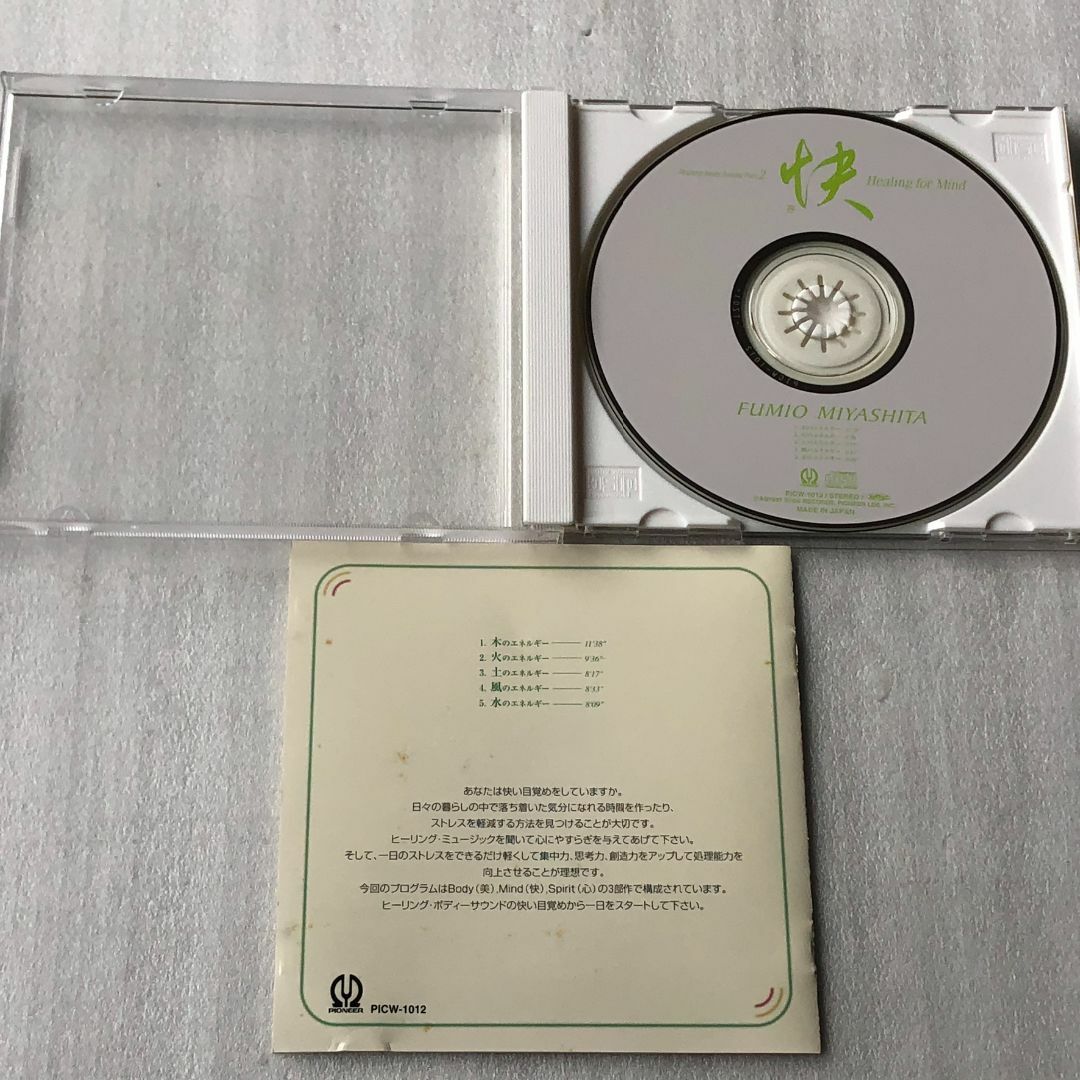 快
Healing for Mind
FUMIO MIYASHITA
PICW-1012 / STEREO
MADE IN JAPAN
1. 木のエネルギー 11'38"
2. 火のエネルギー 9'36"
3. 土のエネルギー 8'17"
4. 風のエネルギー 8'33"
5. 水のエネルギー 8'09"
あなたは快い目覚めをしていますか。
日々の暮らしの中で落ち着いた気分になれる時間を作ったり、
ストレスを軽減する方法を見つけることが大切です。
ヒーリング・ミュージックを聞いて心にやすらぎを与えてあげて下さい。
そして、一日のストレスをできるだけ軽くして集中力、思考力、創造力をアップして処理能力を
向上させることが理想です。
今回のプログラムはBody（美）、Mind（快）、Spirit（心）の3部作で構成されています。
ヒーリング・ボディーサウンドの快い目覚めから一日をスタートして下さい。
PIONEER
PICW-1012